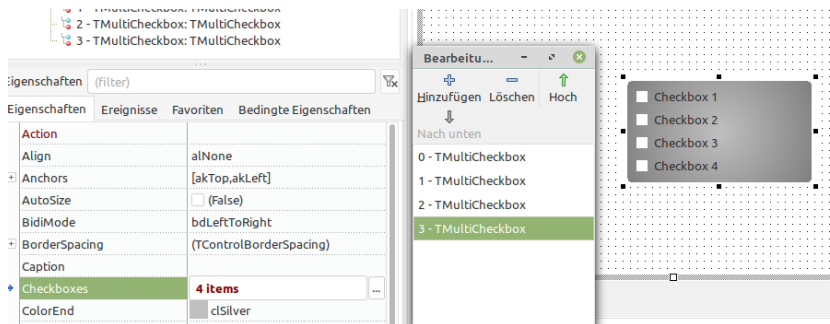 2 - TMultiCheckbox: TMultiCheckbox
3 - TMultiCheckbox: TMultiCheckbox
Eigenschaften (filter)
Eigenschaften Ereignisse Favoriten Bedingte Eigenschaften
Action
Align alNone
Anchors [akTop,akLeft]
AutoSize (False)
BidiMode bdLeftToRight
BorderSpacing (TControlBorderSpacing)
Caption
Checkboxes 4 items ...
ColorEnd clSilver
Bearbeitu...
Hinzufügen Löschen Hoch
Nach unten
0 - TMultiCheckbox
1 - TMultiCheckbox
2 - TMultiCheckbox
3 - TMultiCheckbox
Checkbox 1
Checkbox 2
Checkbox 3
Checkbox 4